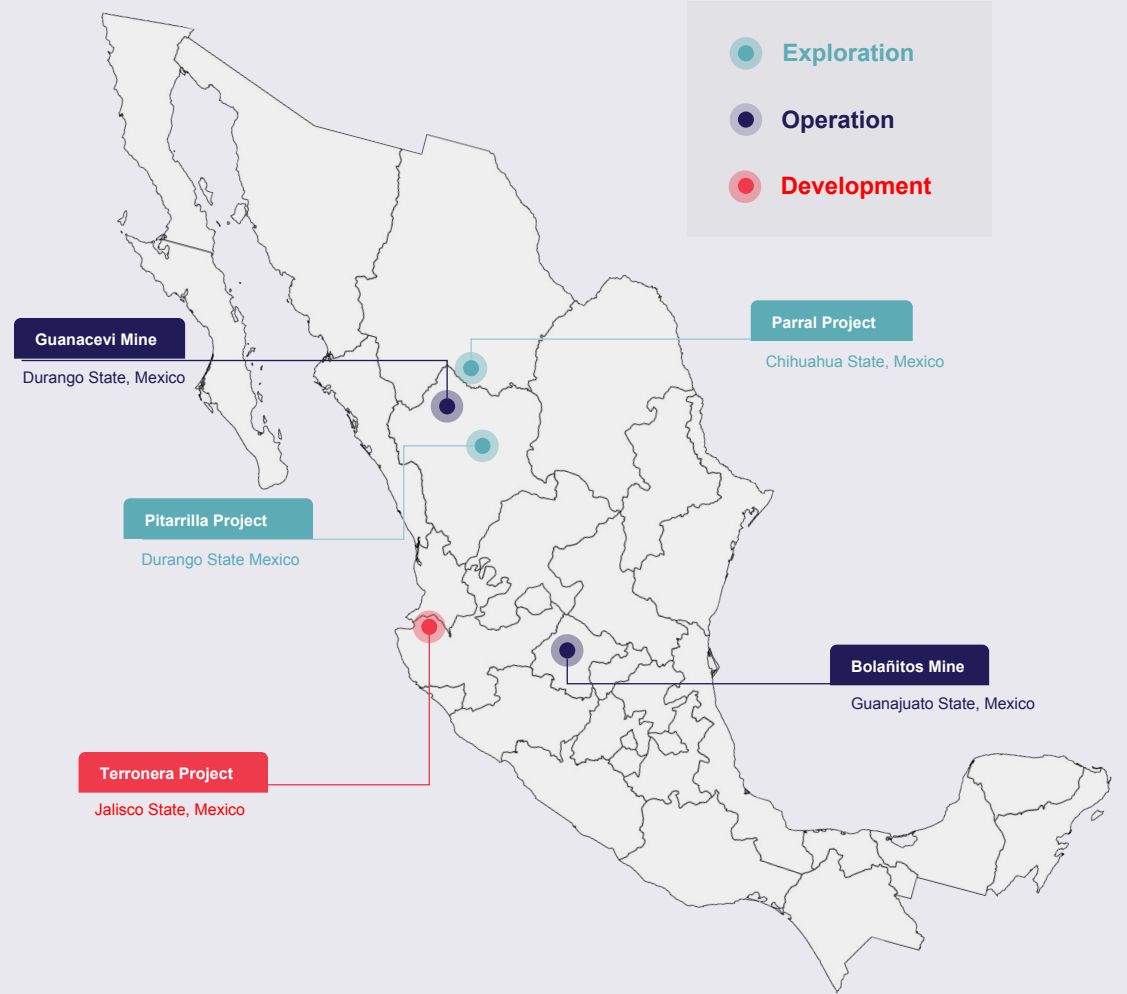 Exploration
Operation
Development
Guanacevi Mine
Durango State, Mexico
Parral Project
Chihuahua State, Mexico
Pitarrilla Project
Durango State Mexico
Bolañitos Mine
Guanajuato State, Mexico
Terronera Project
Jalisco State, Mexico